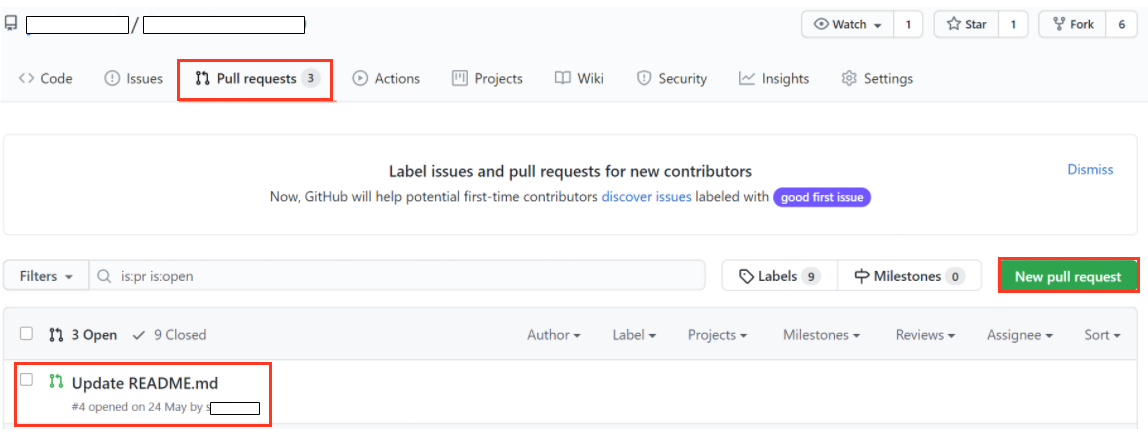 /
Watch 1 Star 1 Fork 6
Code Issues Pull requests 3 Actions Projects Wiki Security Insights Settings
Label issues and pull requests for new contributors
Dismiss
Now, GitHub will help potential first-time contributors discover issues labeled with good first issue
Filters is:pr is:open Labels 9 Milestones 0 New pull request
3 Open 9 Closed Author Label Projects Milestones Reviews Assignee Sort
Update README.md
#4 opened on 24 May by s